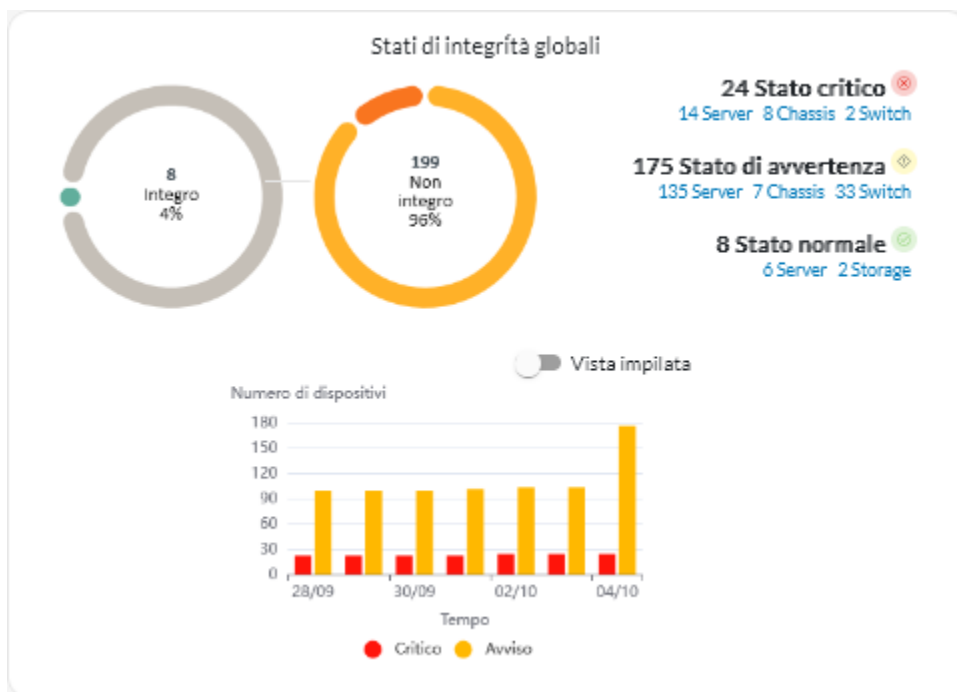 Stati di integrità globali
8
Integro
4%
199
Non
integro
96%
24 Stato critico
14 Server 8 Chassis 2 Switch
175 Stato di avvertenza
135 Server 7 Chassis 33 Switch
8 Stato normale
6 Server 2 Storage
Vista impilata
Numero di dispositivi
180
150
120
90
60
30
0
28/09 30/09 02/10 04/10
Tempo
Critico Avviso